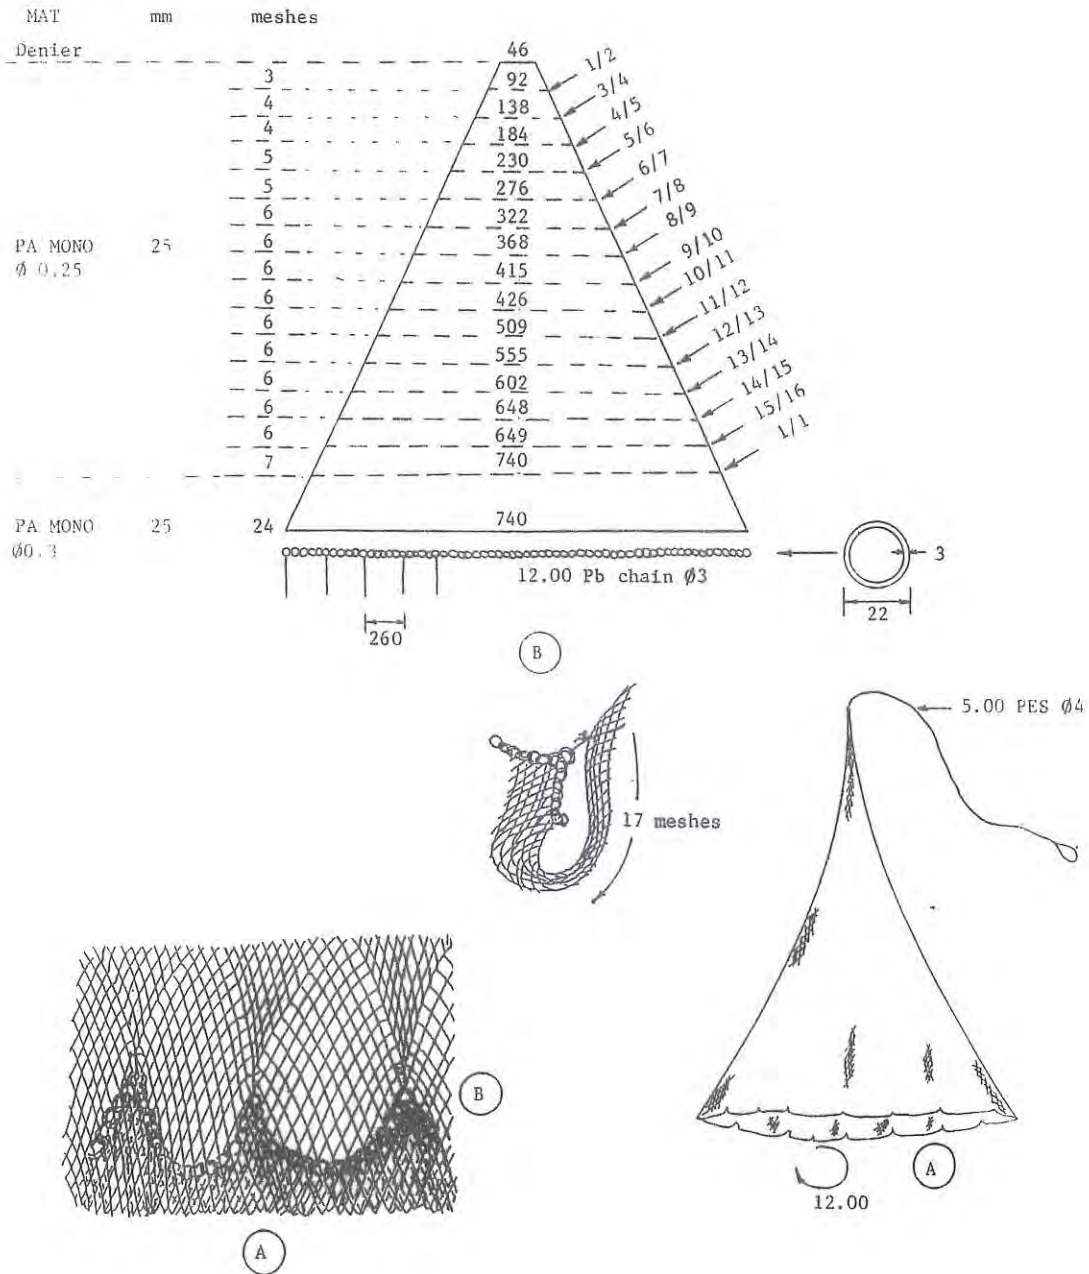 MAT mm meshes
Denier
46
3 92 1/2
4 138 3/4
4 184 4/5
5 230 5/6
5 276 6/7
6 322 7/8
PA MONO 25 6 368 8/9
Ø 0.25
6 415 9/10
6 426 10/11
6 509 11/12
6 555 12/13
6 602 13/14
6 648 14/15
6 649 15/16
7 740 1/1
PA MONO 25 24 740
Ø0.3
3
12.00 Pb chain Ø3
22
260
B
5.00 PES Ø4
17 meshes
B
A
12.00
A